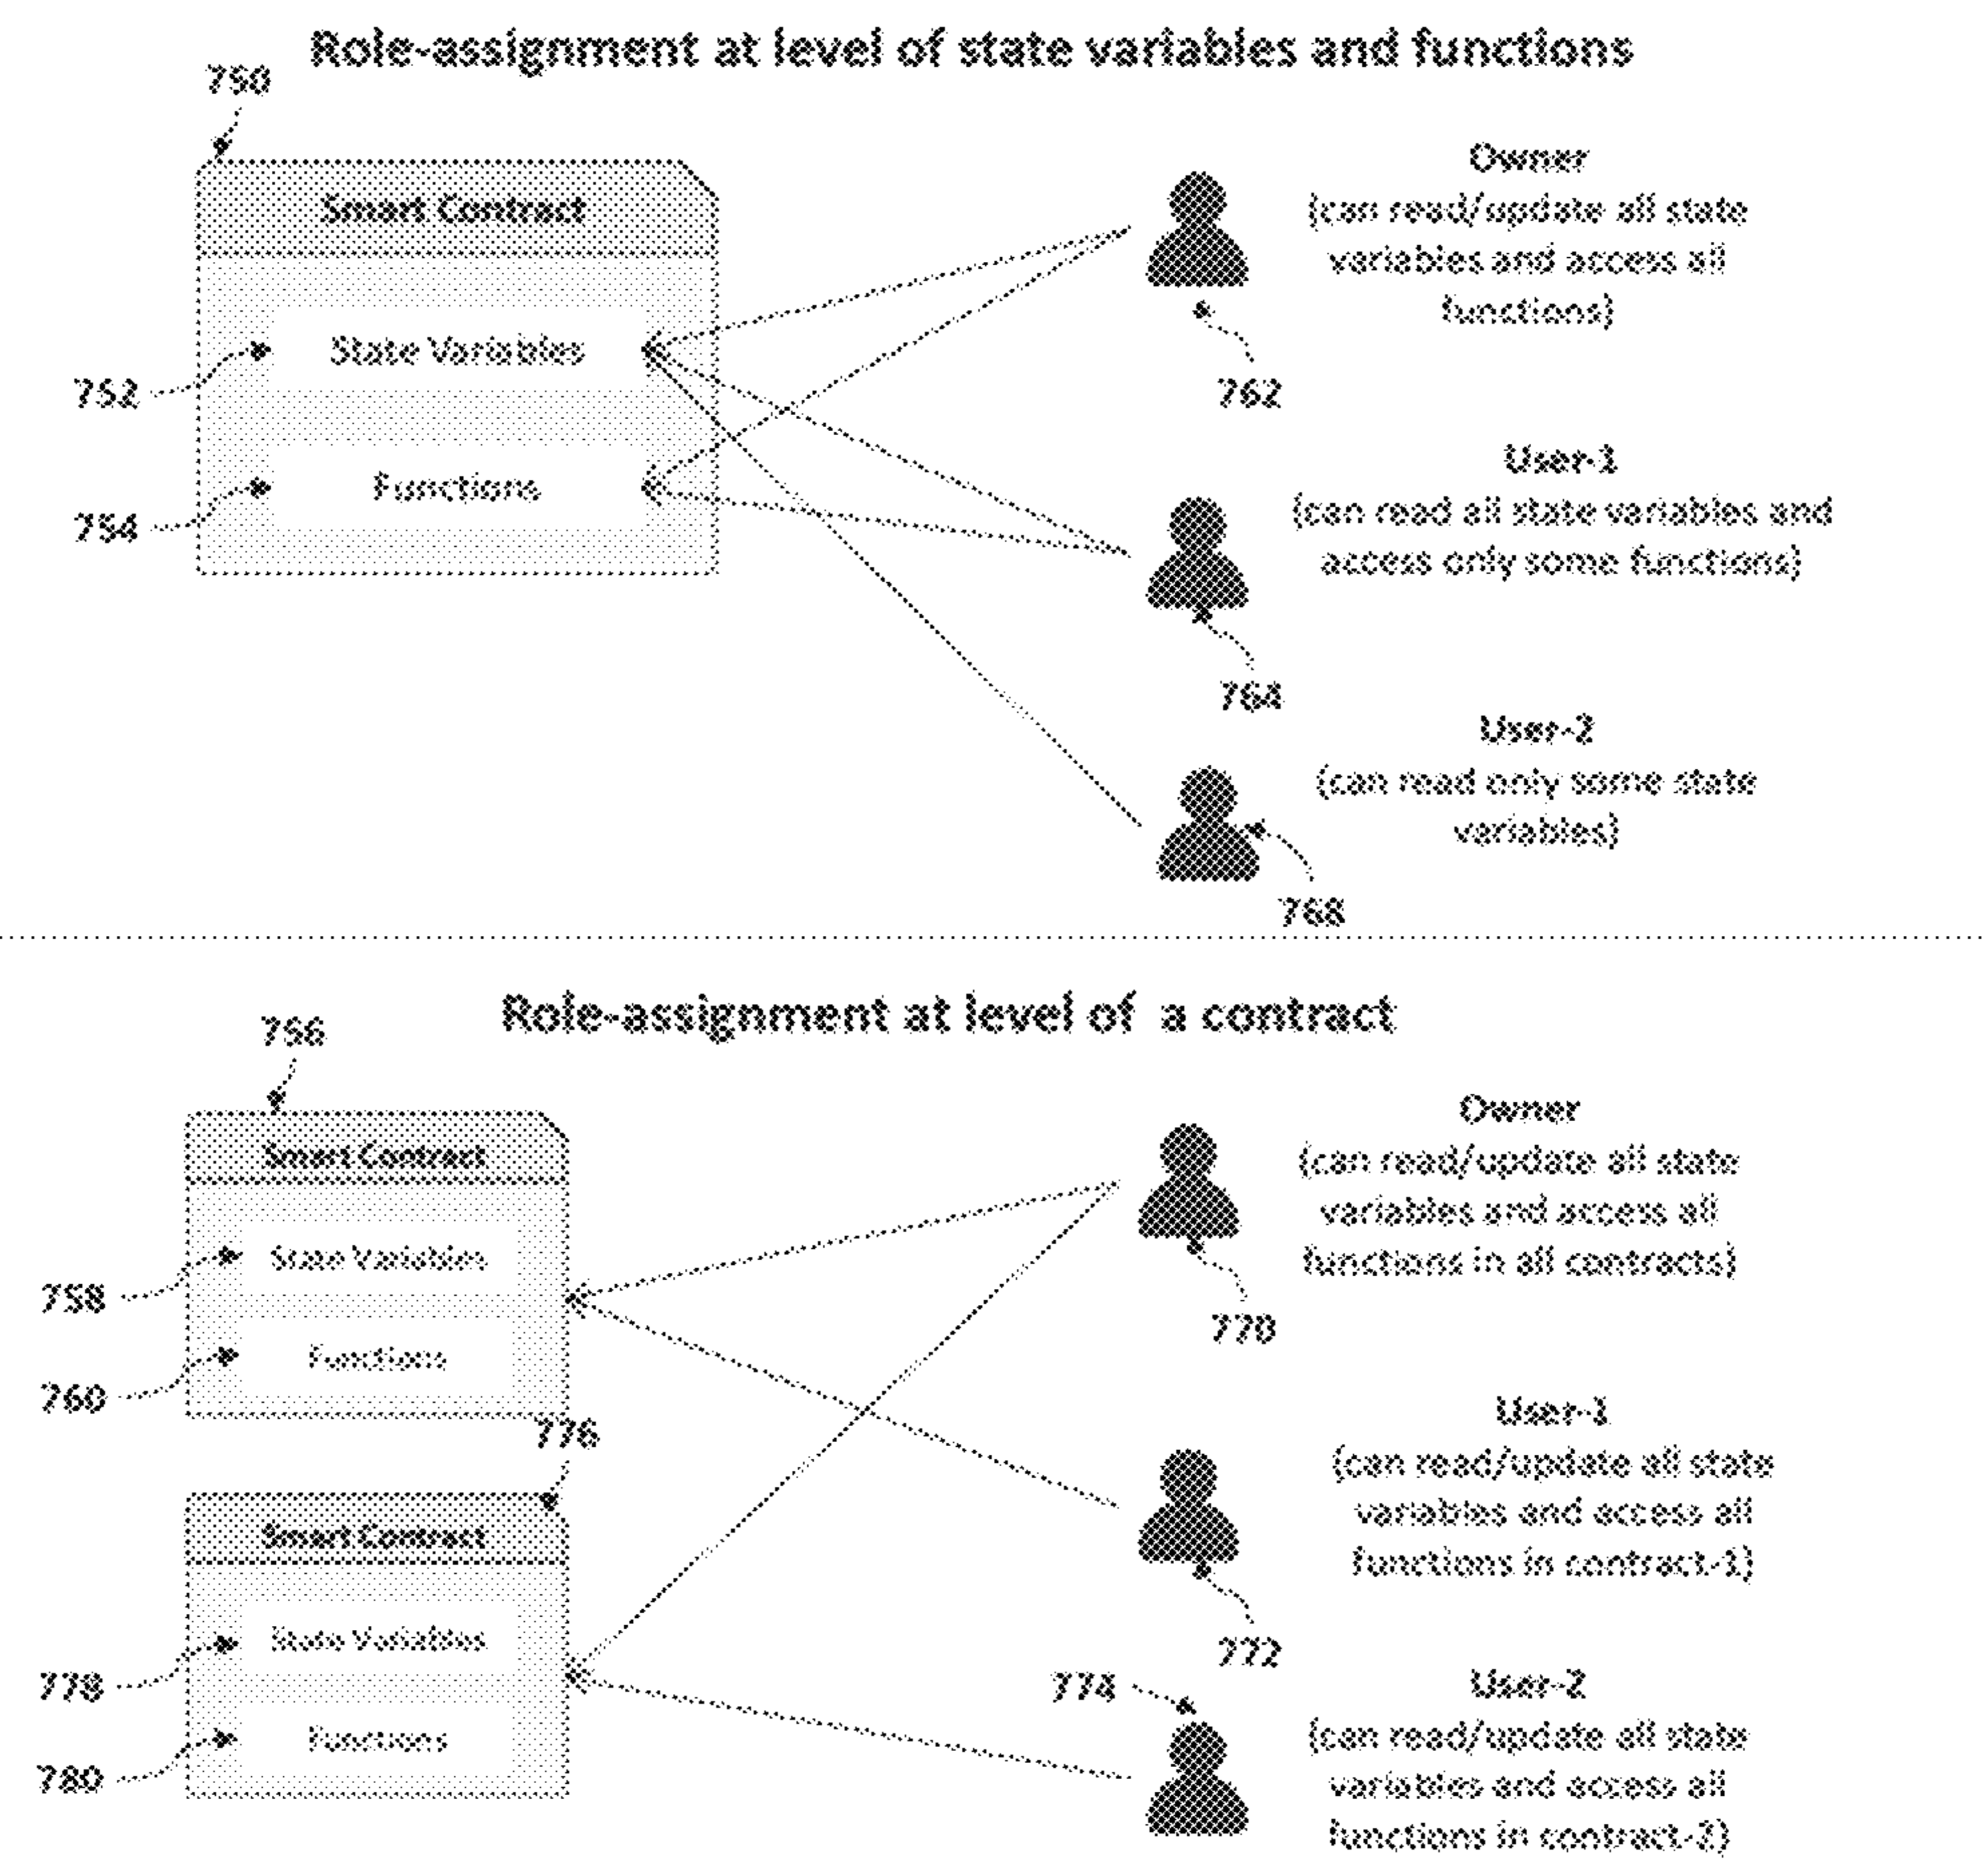 Role-assignment at level of state variables and functions
750
Smart Contract
State Variables
752
Functions
754
Owner
(can read/update all state
variables and access all
functions)
762
User-1
(can read all state variables and
access only some functions)
764
User-2
(can read only some state
variables)
768
Role-assignment at level of a contract
756
Smart Contract
State Variables
758
Functions
760
776
Smart Contract
State Variables
778
Functions
780
Owner
(can read/update all state
variables and access all
functions in all contracts)
770
User-1
(can read/update all state
variables and access all
functions in contract-1)
772
774
User-2
(can read/update all state
variables and access all
functions in contract-2)